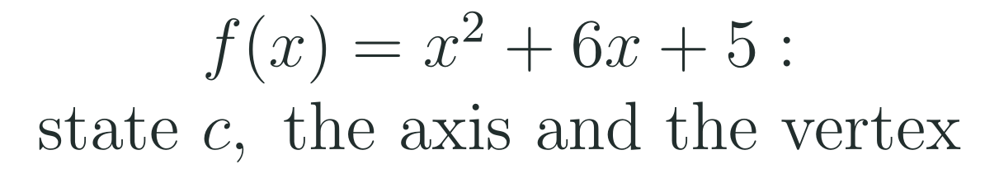 f(x) = x² + 6x + 5 :
state c, the axis and the vertex